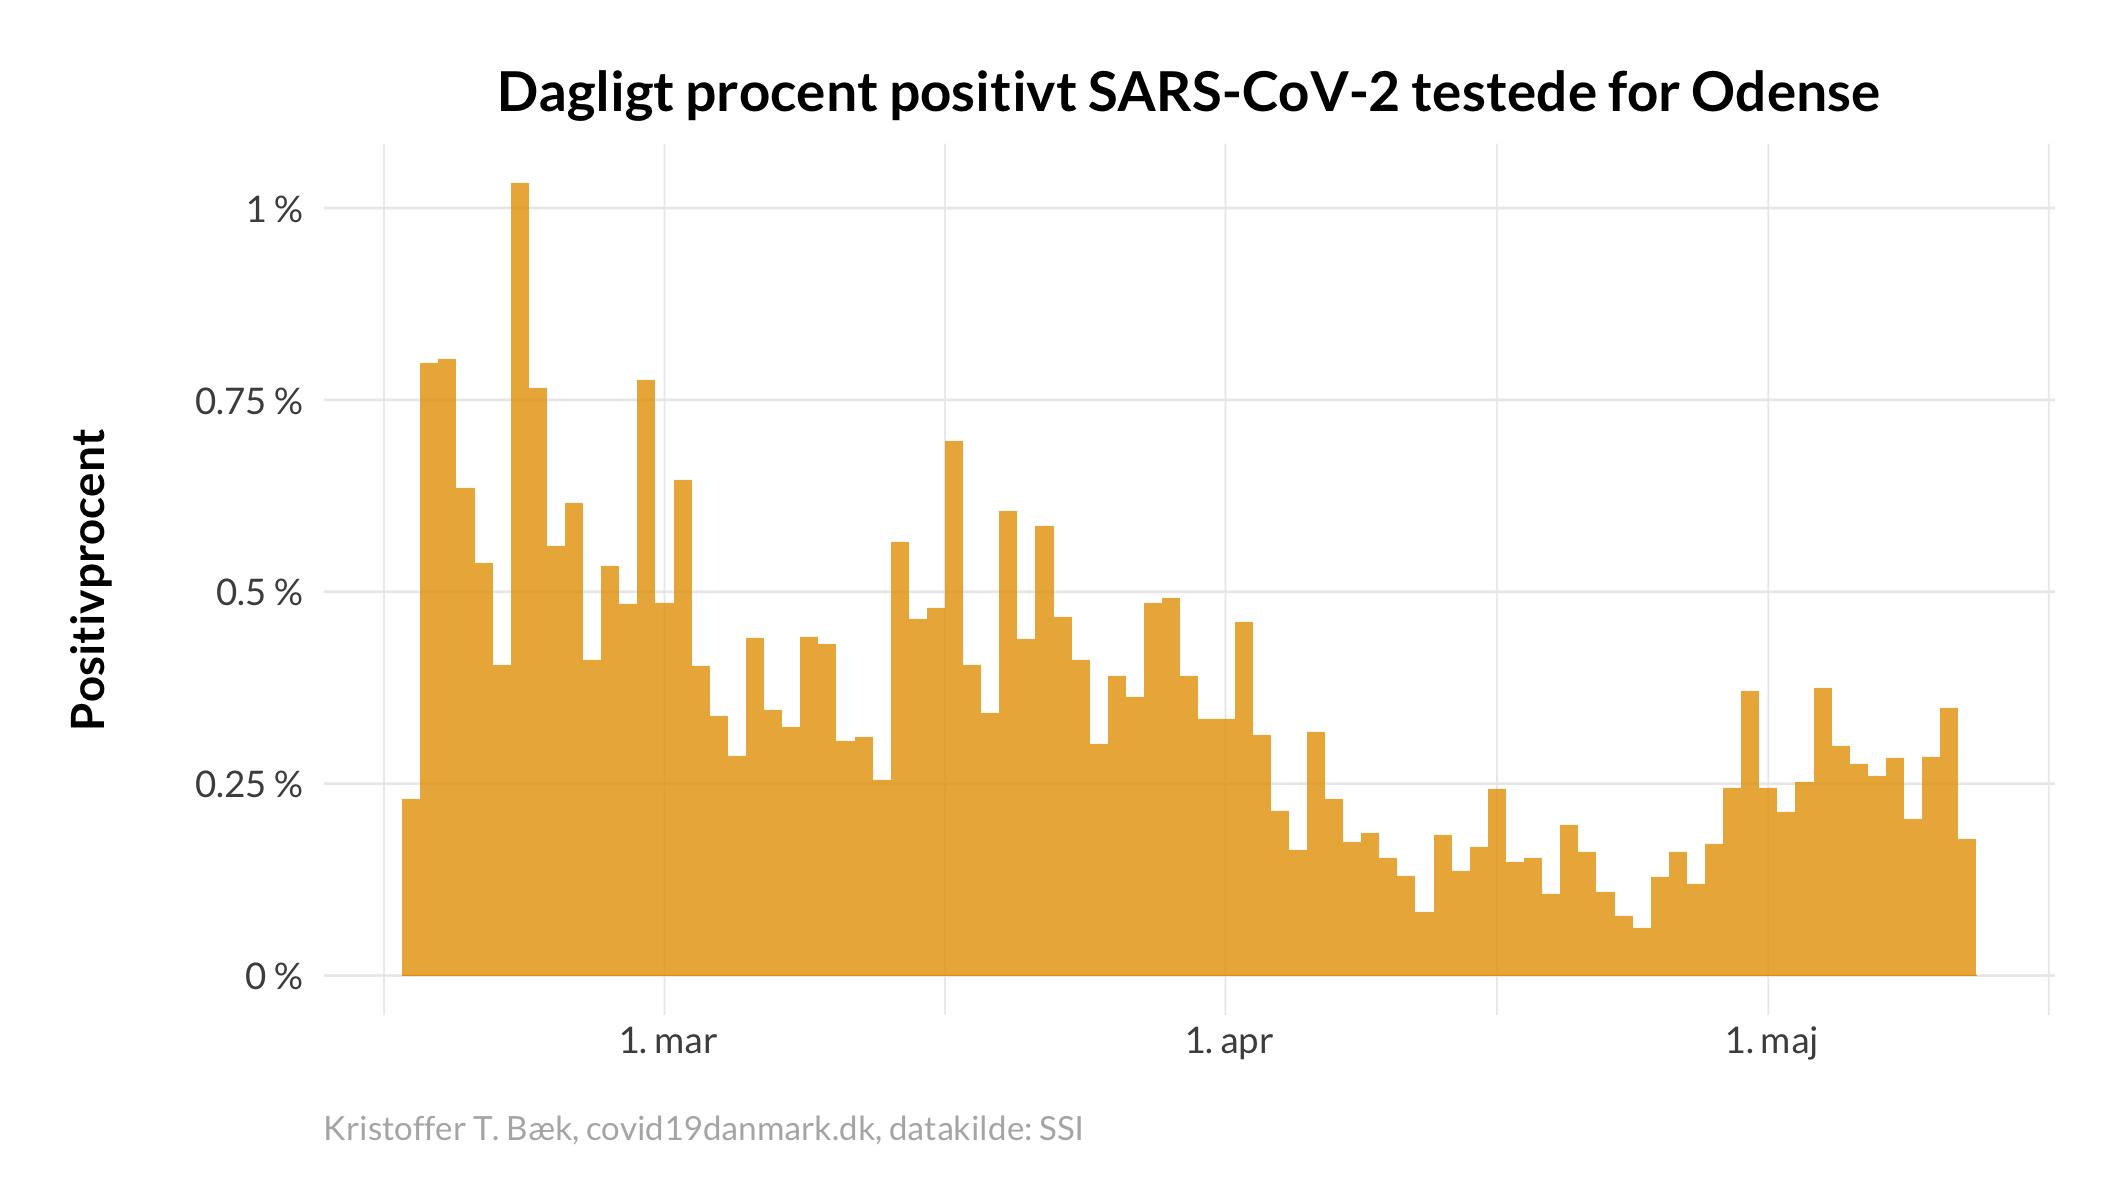 Dagligt procent positivt SARS-CoV-2 testede for Odense
Positivprocent
1 %
0.75 %
0.5 %
0.25 %
0 %
1. mar
1. apr
1. maj
Kristoffer T. Bæk, covid19danmark.dk, datakilde: SSI